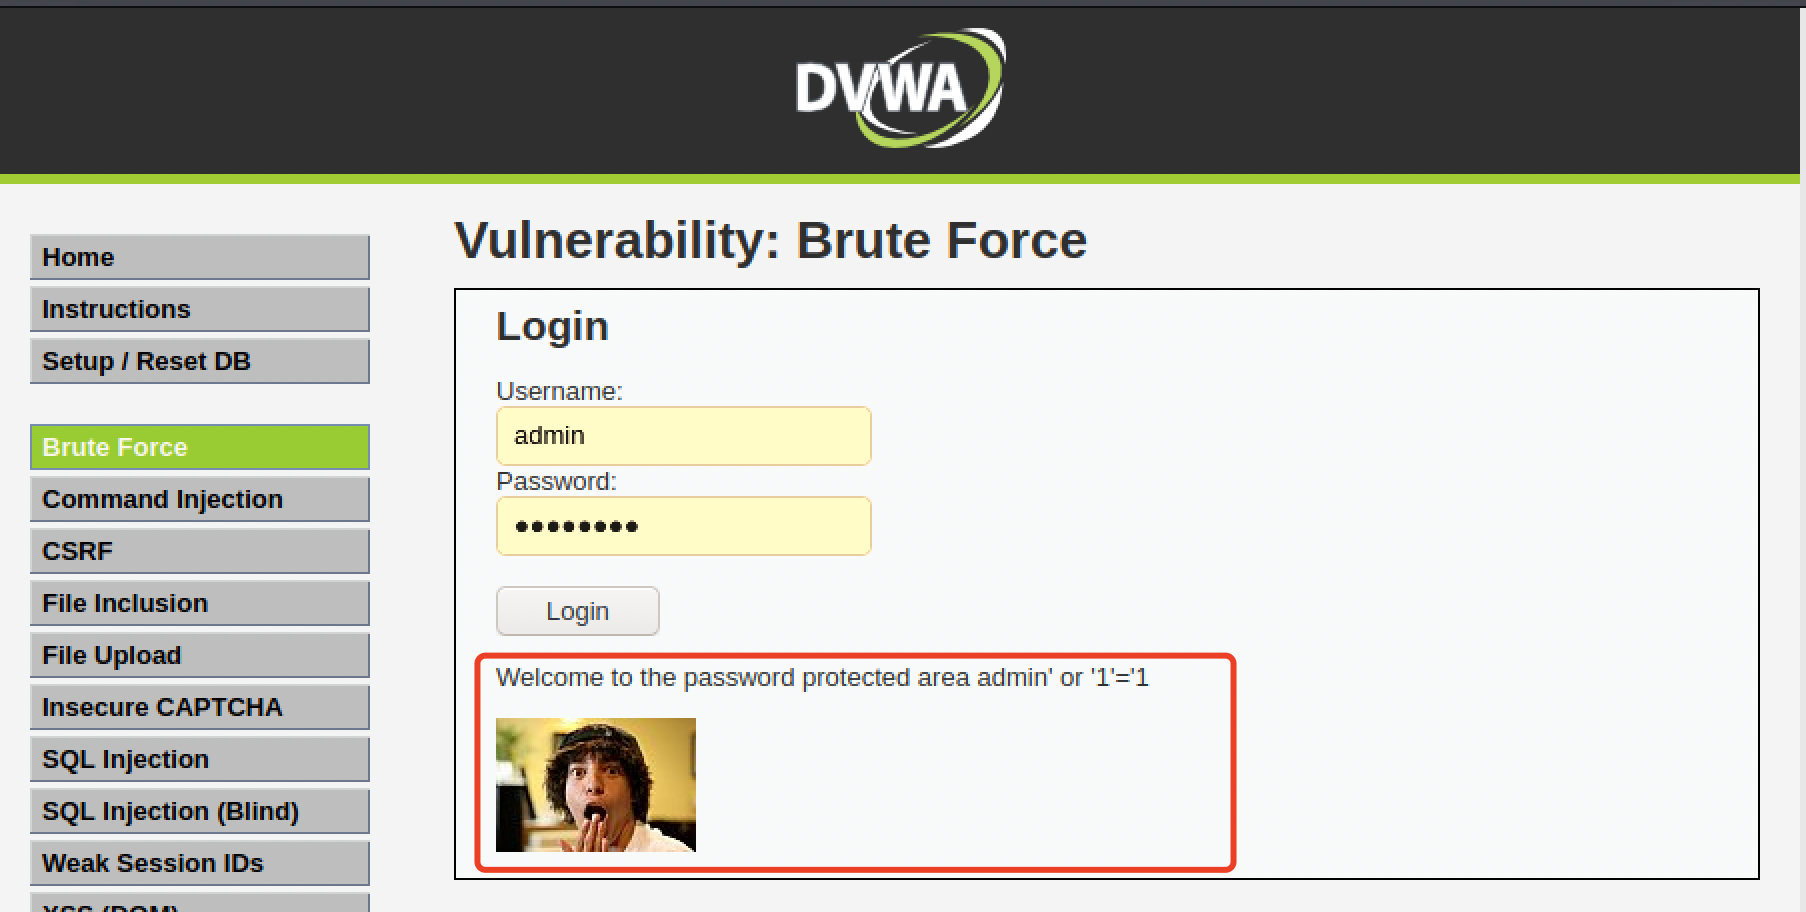 DVWA
Home
Instructions
Setup / Reset DB
Brute Force
Command Injection
CSRF
File Inclusion
File Upload
Insecure CAPTCHA
SQL Injection
SQL Injection (Blind)
Weak Session IDs
XSS (DOM)
Vulnerability: Brute Force
Login
Username:
admin
Password:
••••••••
Login
Welcome to the password protected area admin' or '1'='1